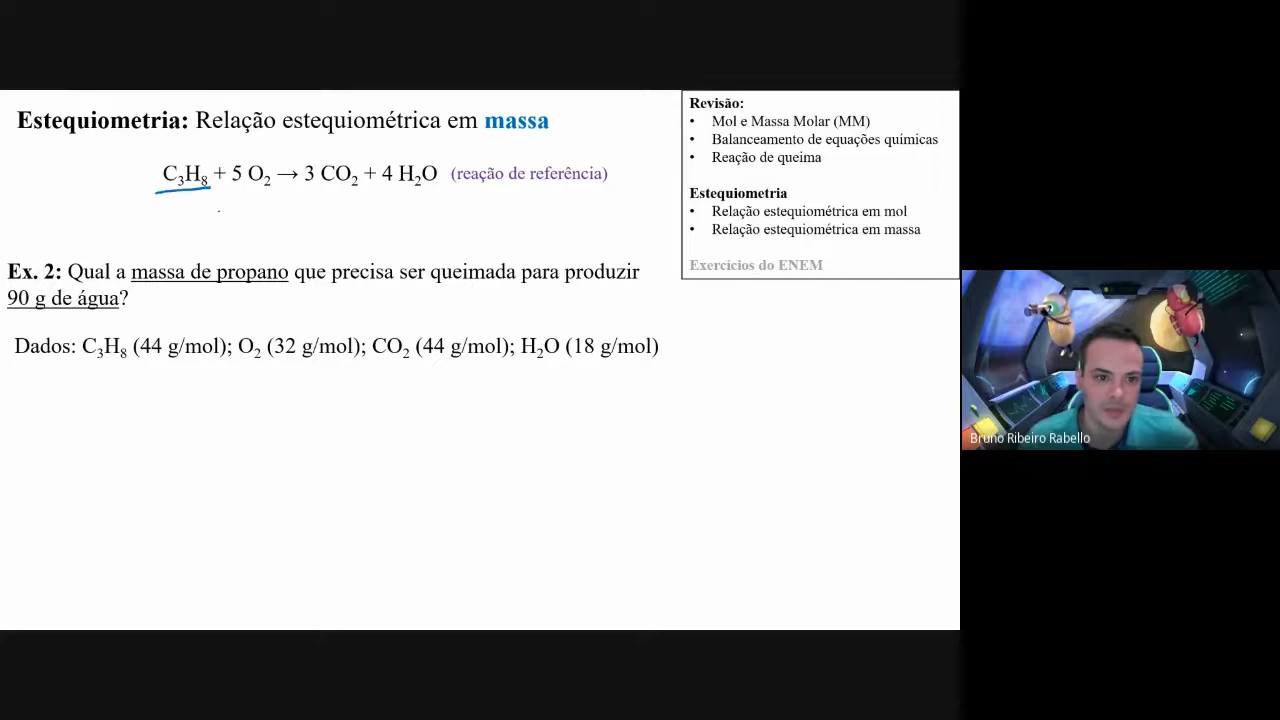 Estequiometria: Relação estequiométrica em massa
C₃H₈ + 5 O₂ → 3 CO₂ + 4 H₂O (reação de referência)
Ex. 2: Qual a massa de propano que precisa ser queimada para produzir
90 g de água?
Dados: C₃H₈ (44 g/mol); O₂ (32 g/mol); CO₂ (44 g/mol); H₂O (18 g/mol)
Revisão:
• Mol e Massa Molar (MM)
• Balanceamento de equações químicas
• Reação de queima
Estequiometria
• Relação estequiométrica em mol
• Relação estequiométrica em massa
Exercícios do ENEM
Bruno Ribeiro Rabello